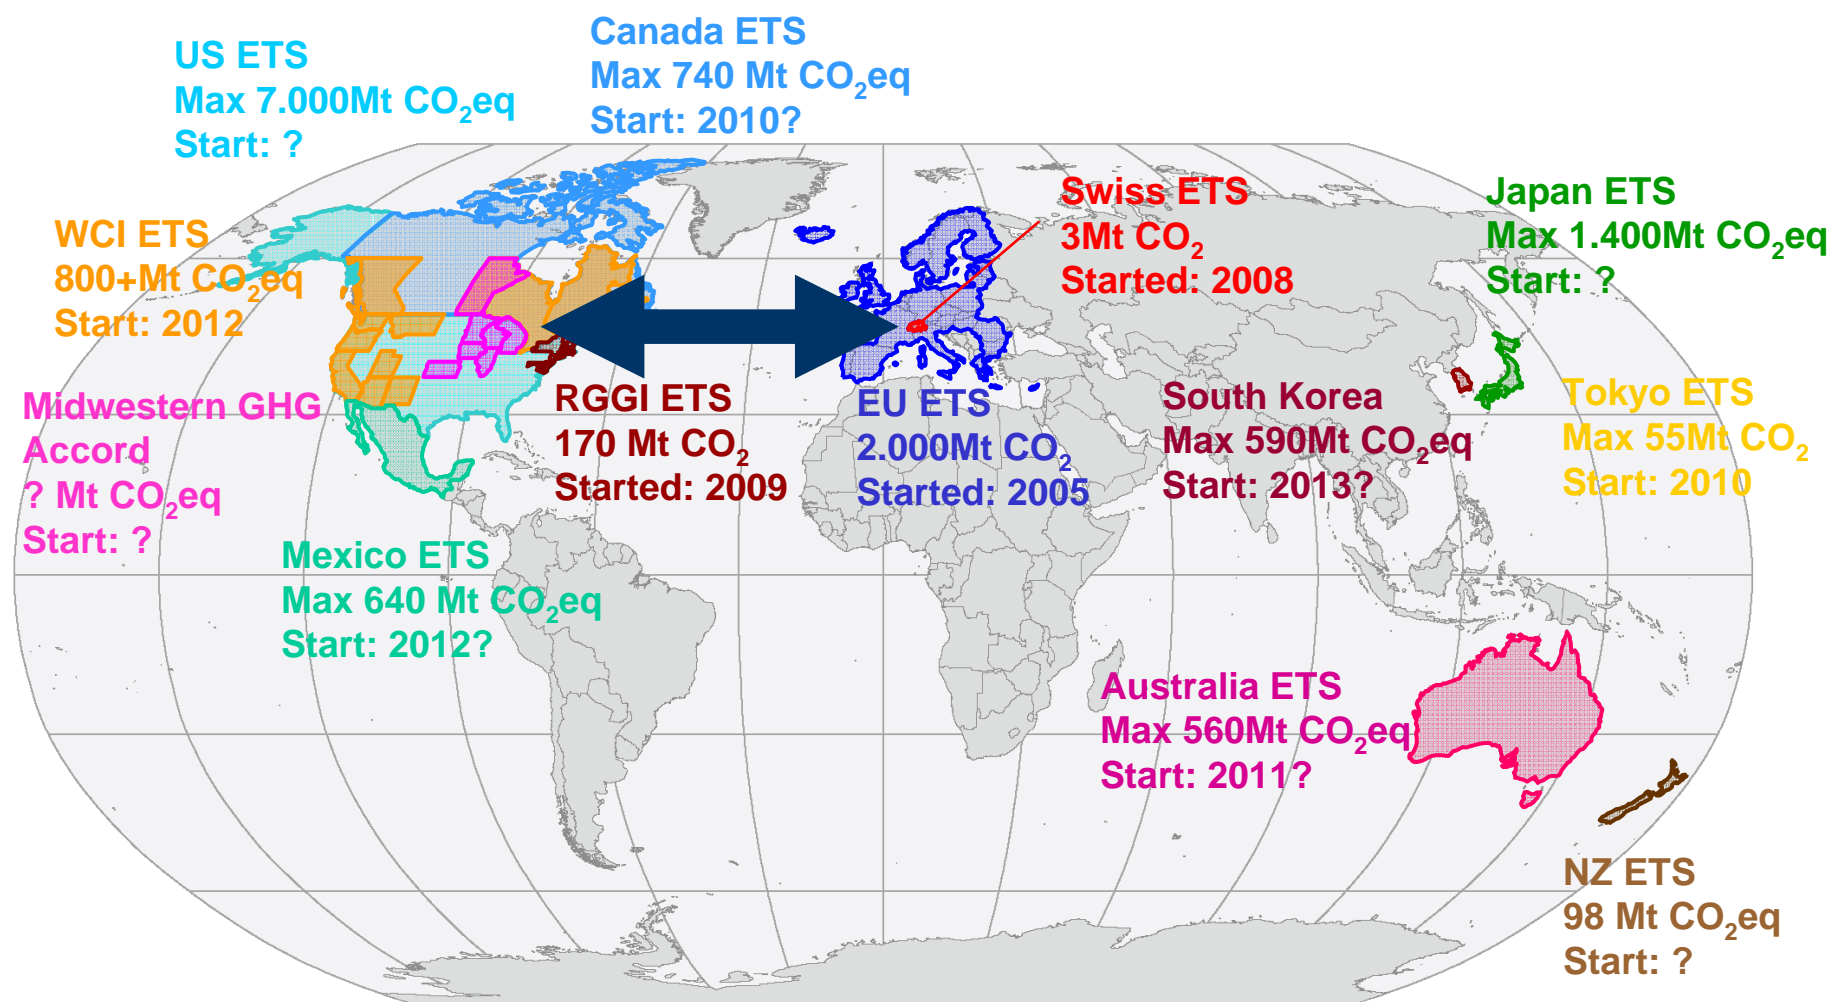 US ETS
Max 7.000Mt CO₂eq
Start: ?
Canada ETS
Max 740 Mt CO₂eq
Start: 2010?
WCI ETS
800+Mt CO₂eq
Start: 2012
Swiss ETS
3Mt CO₂
Started: 2008
Japan ETS
Max 1.400Mt CO₂eq
Start: ?
Midwestern GHG
Accord
? Mt CO₂eq
Start: ?
RGGI ETS
170 Mt CO₂
Started: 2009
EU ETS
2.000Mt CO₂
Started: 2005
South Korea
Max 590Mt CO₂eq
Start: 2013?
Tokyo ETS
Max 55Mt CO₂
Start: 2010
Mexico ETS
Max 640 Mt CO₂eq
Start: 2012?
Australia ETS
Max 560Mt CO₂eq
Start: 2011?
NZ ETS
98 Mt CO₂eq
Start: ?